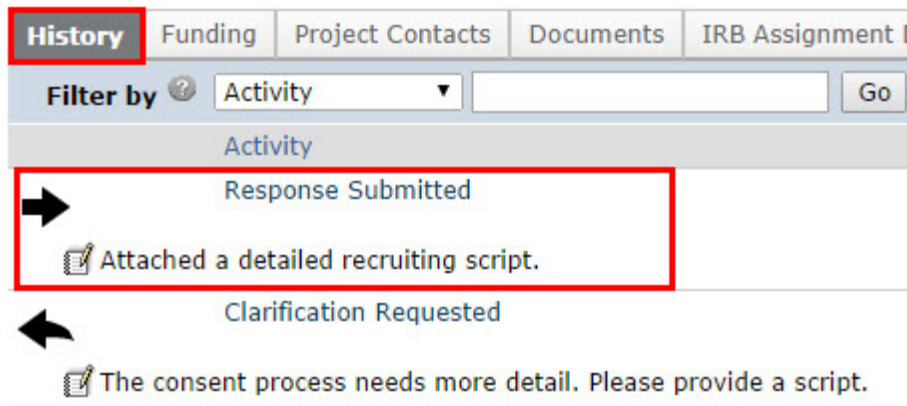 History Funding Project Contacts Documents IRB Assignment
Filter by ? Activity Go
Activity
Response Submitted
Attached a detailed recruiting script.
Clarification Requested
The consent process needs more detail. Please provide a script.